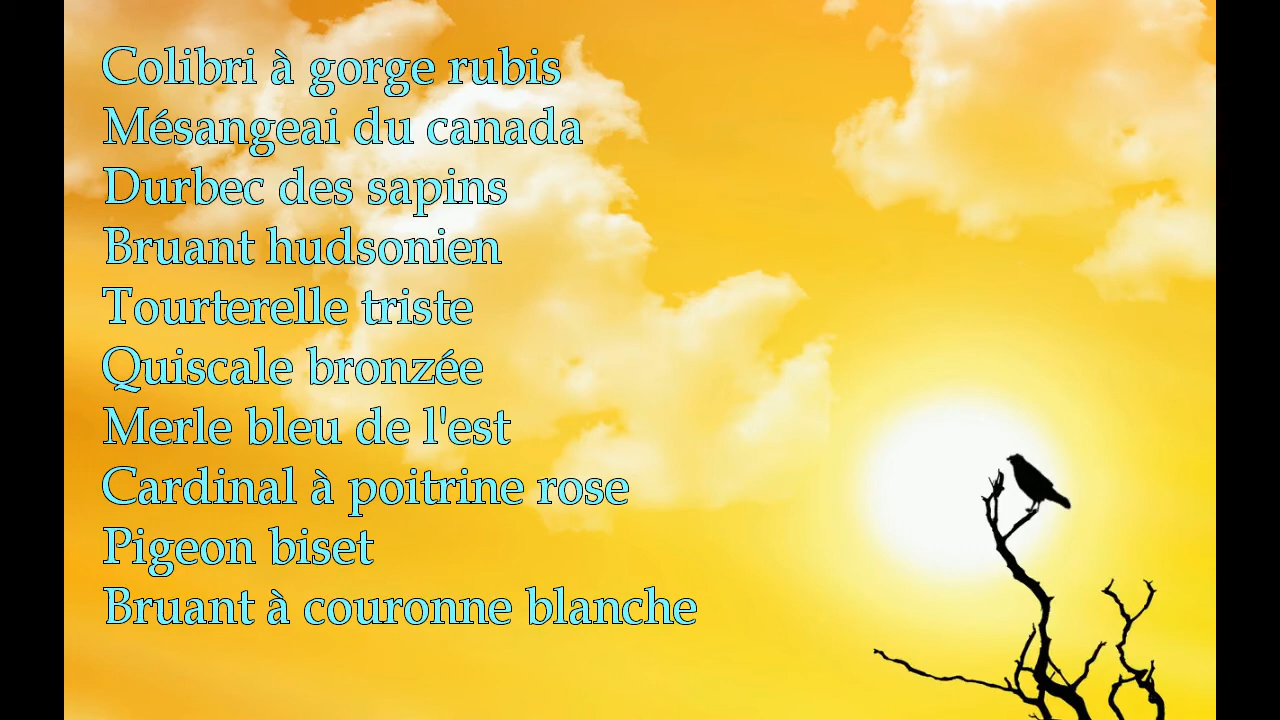 Colibri à gorge rubis
Mésangeai du canada
Durbec des sapins
Bruant hudsonien
Tourterelle triste
Quiscale bronzée
Merle bleu de l'est
Cardinal à poitrine rose
Pigeon biset
Bruant à couronne blanche